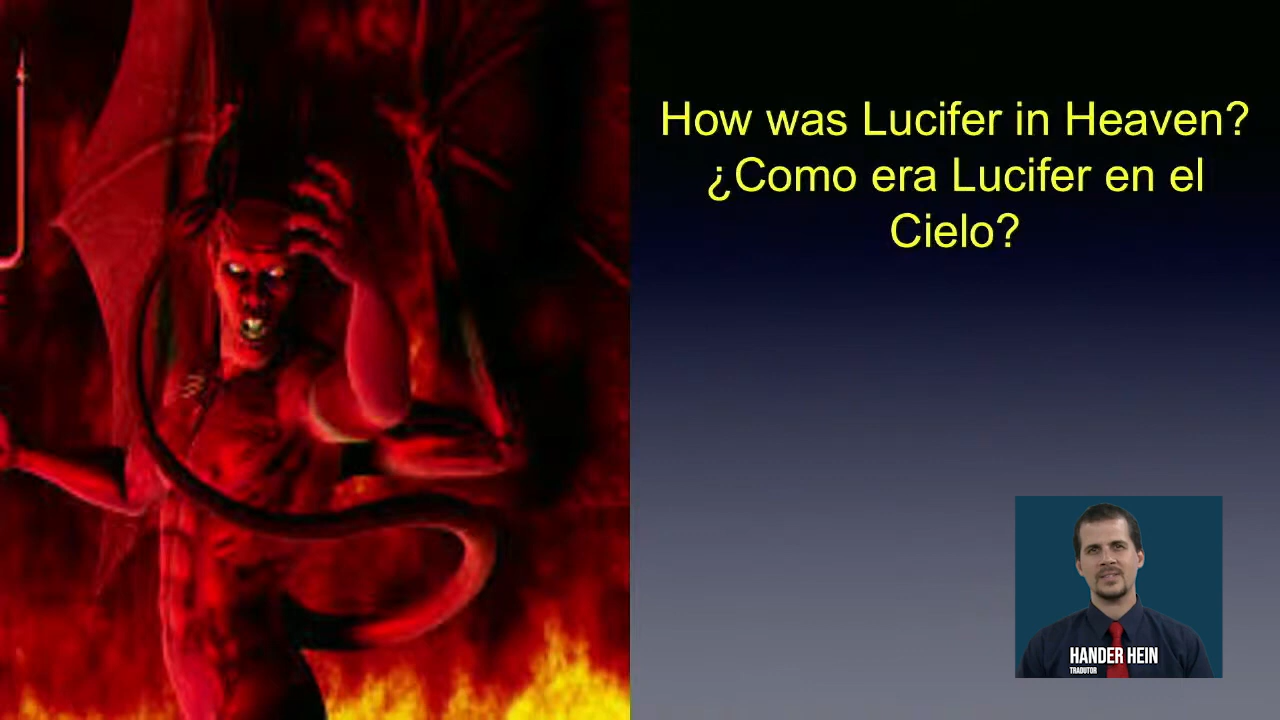 How was Lucifer in Heaven?
¿Como era Lucifer en el
Cielo?
HANDER HEIN
TRADUTOR